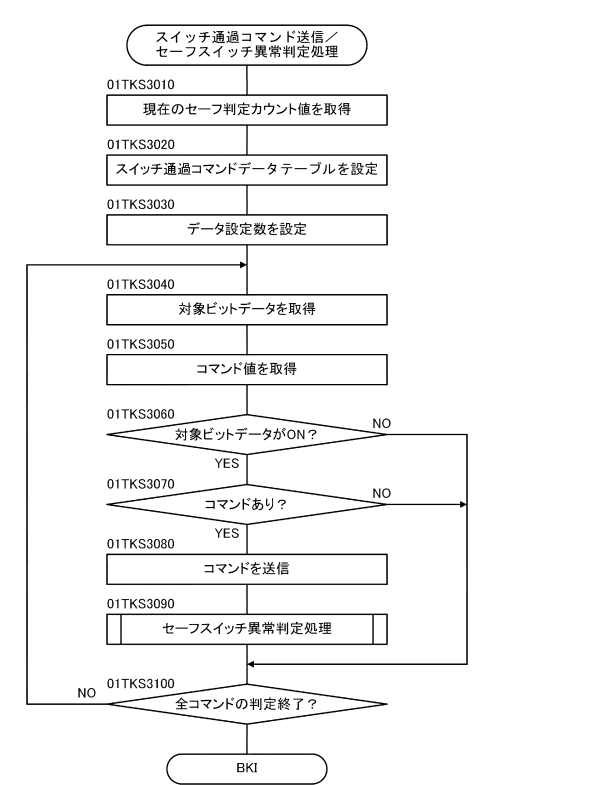 スイッチ通過コマンド送信／
セーフスイッチ異常判定処理
01TKS3010
現在のセーフ判定カウント値を取得
01TKS3020
スイッチ通過コマンドデータテーブルを設定
01TKS3030
データ設定数を設定
01TKS3040
対象ビットデータを取得
01TKS3050
コマンド値を取得
01TKS3060
対象ビットデータがON？
NO
YES
01TKS3070
コマンドあり？
NO
YES
01TKS3080
コマンドを送信
01TKS3090
セーフスイッチ異常判定処理
01TKS3100
NO
全コマンドの判定終了？
BKI